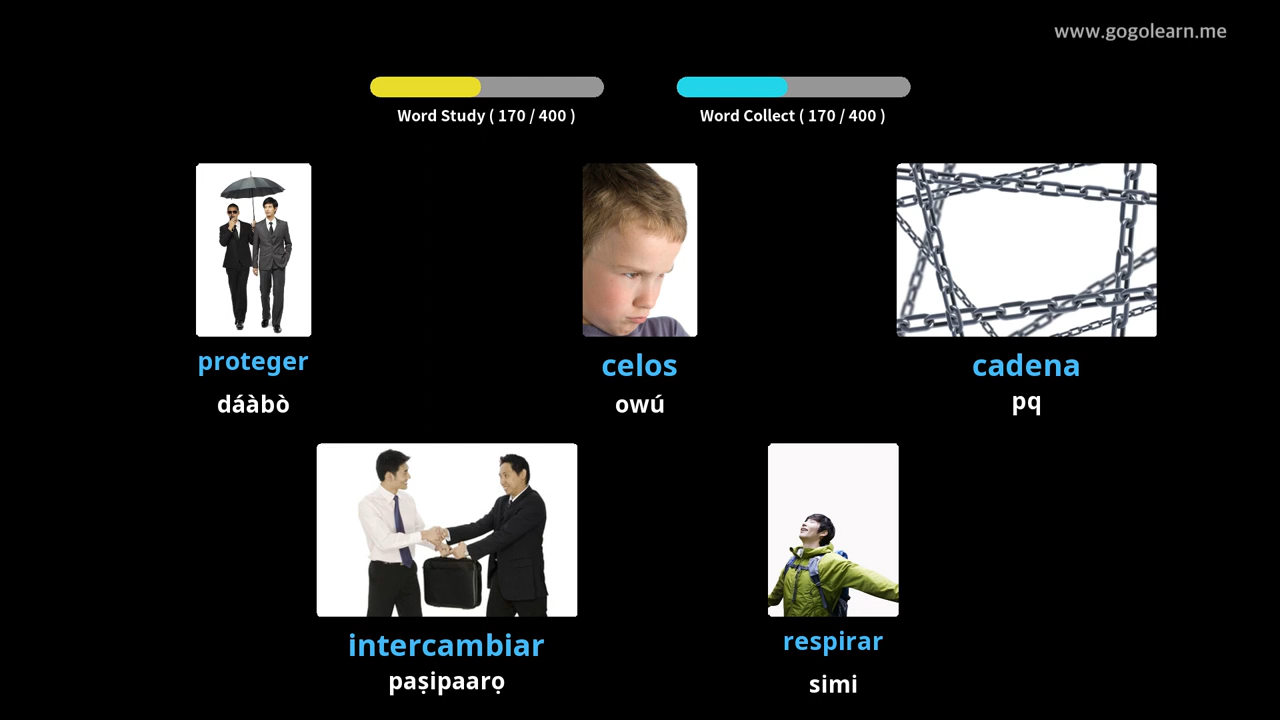 www.gogolearn.me
Word Study ( 170 / 400 )
Word Collect ( 170 / 400 )
proteger
celos
cadena
dáàbò
owú
pq
intercambiar
respirar
paṣipaarọ
simi